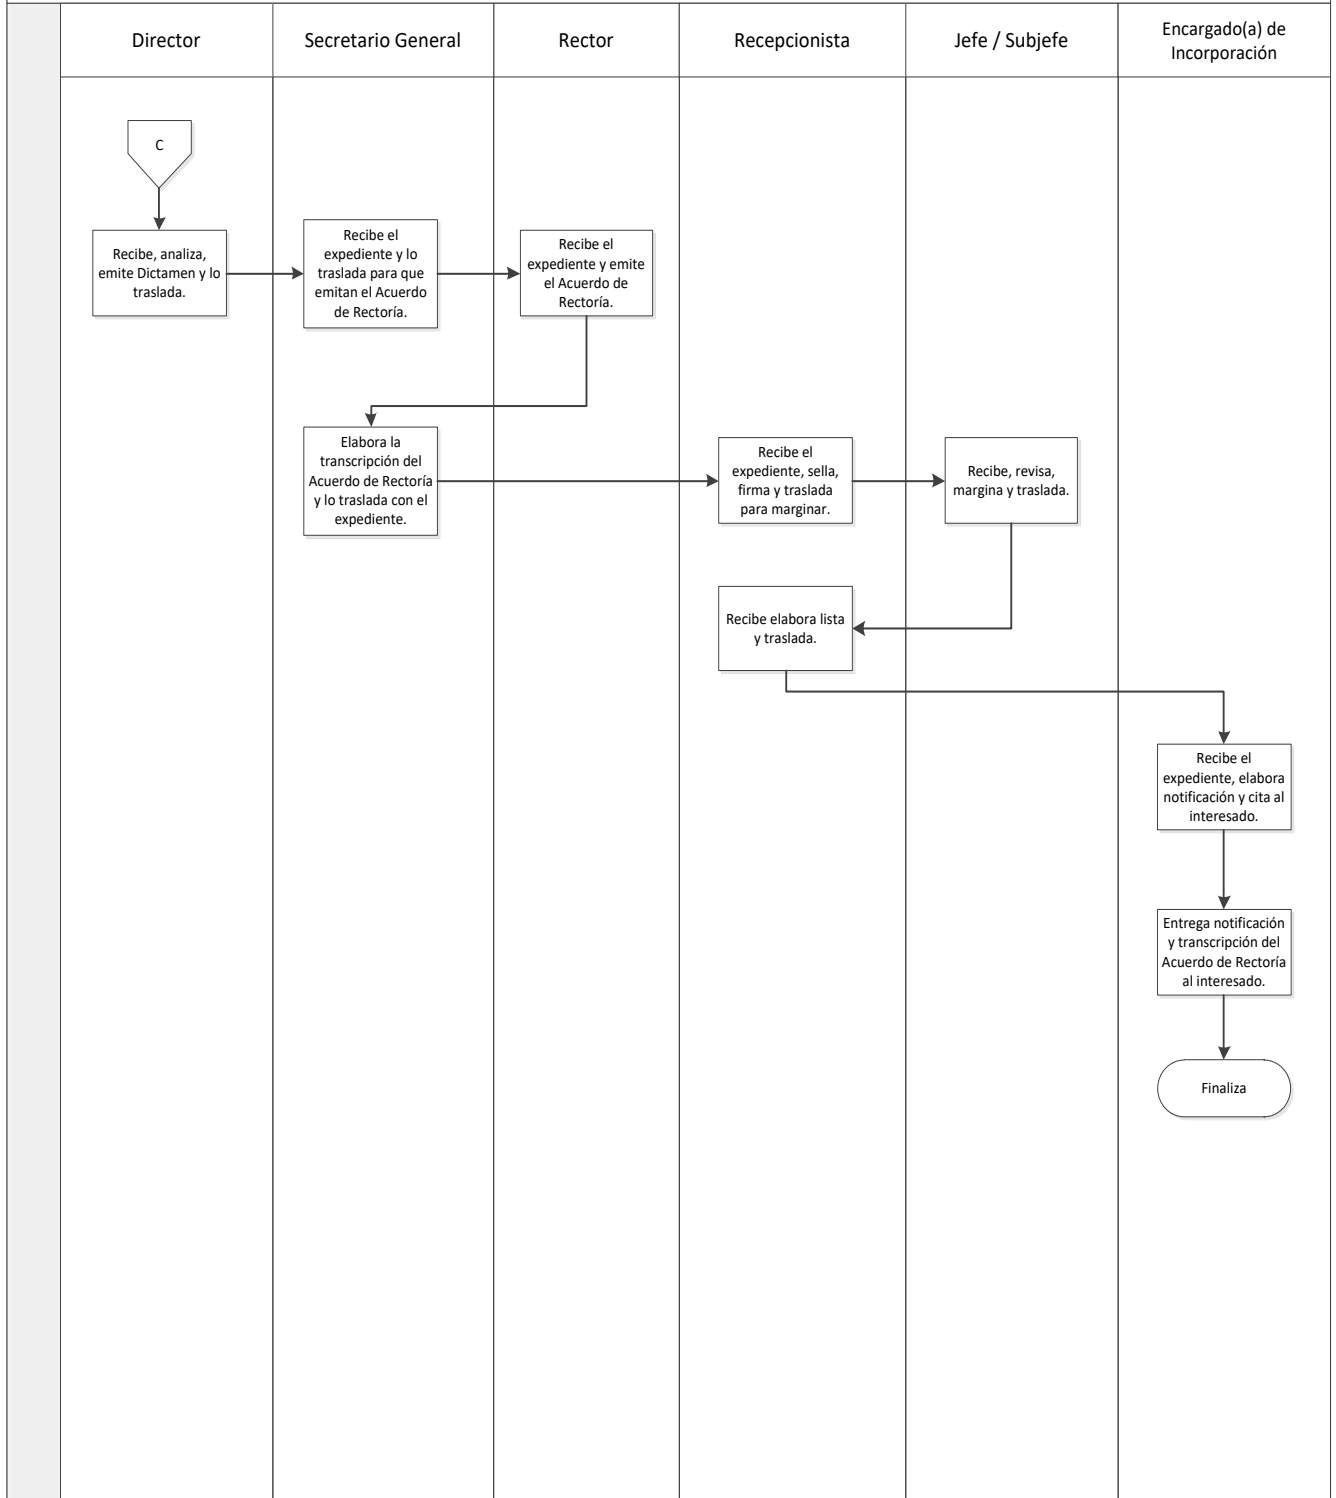 Director
Secretario General
Rector
Recepcionista
Jefe / Subjefe
Encargado(a) de
Incorporación
C
Recibe, analiza,
emite Dictamen y lo
traslada.
Recibe el
expediente y lo
traslada para que
emitan el Acuerdo
de Rectoría.
Recibe el
expediente y emite
el Acuerdo de
Rectoría.
Elabora la
transcripción del
Acuerdo de Rectoría
y lo traslada con el
expediente.
Recibe el
expediente, sella,
firma y traslada
para marginar.
Recibe, revisa,
margina y traslada.
Recibe elabora lista
y traslada.
Recibe el
expediente, elabora
notificación y cita al
interesado.
Entrega notificación
y transcripción del
Acuerdo de Rectoría
al interesado.
Finaliza